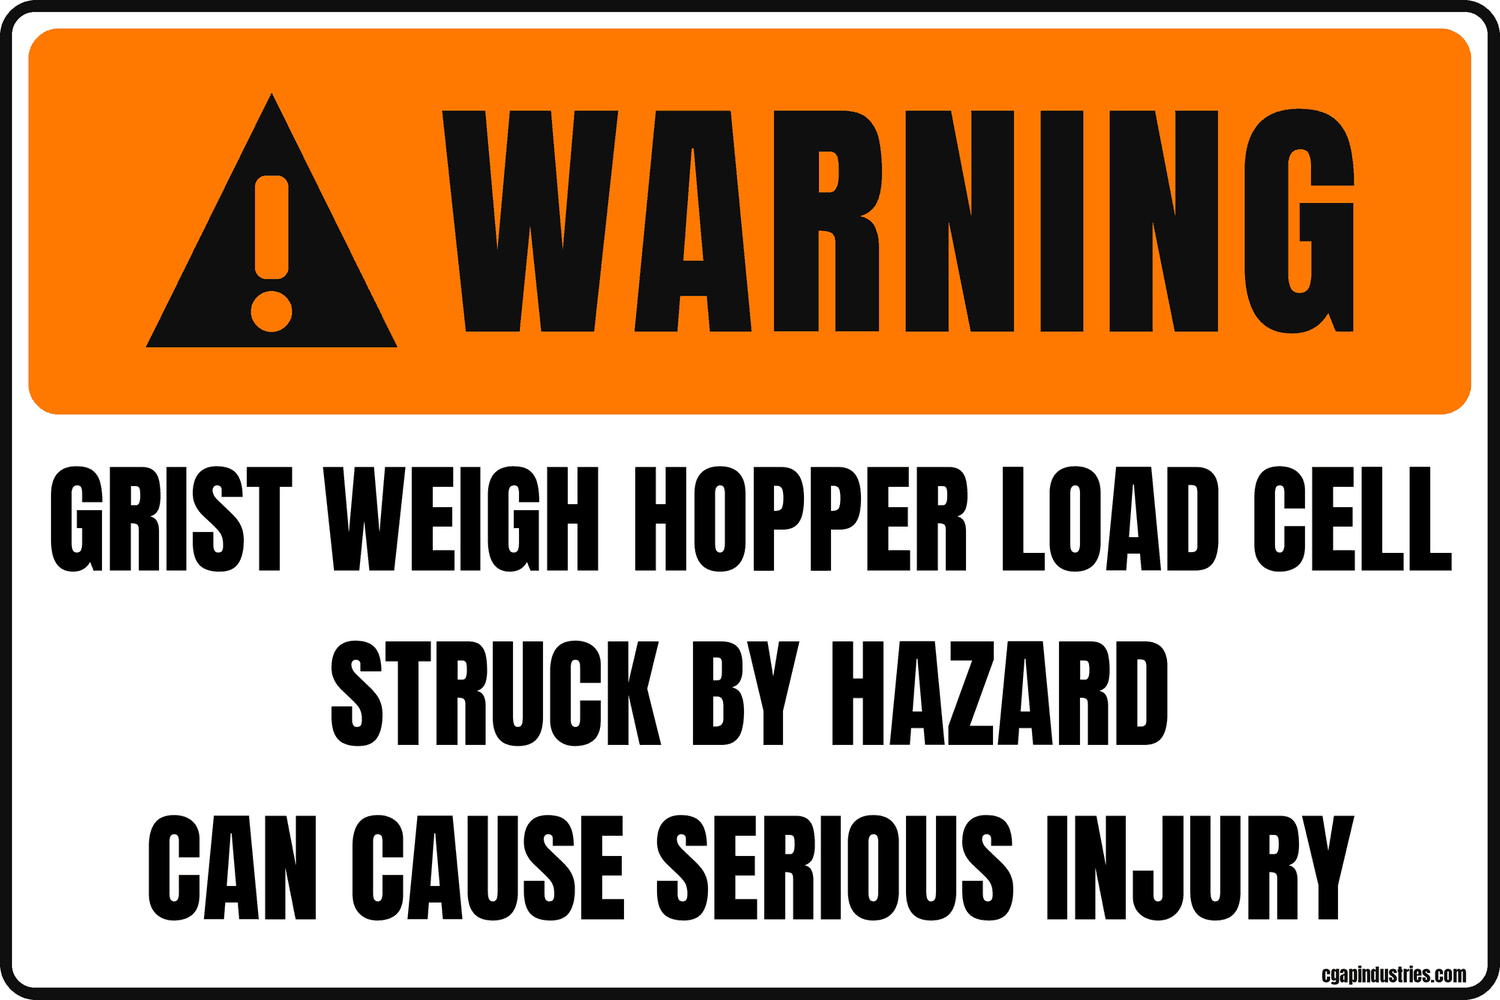 WARNING
GRIST WEIGH HOPPER LOAD CELL
STRUCK BY HAZARD
CAN CAUSE SERIOUS INJURY
cgapindustries.com